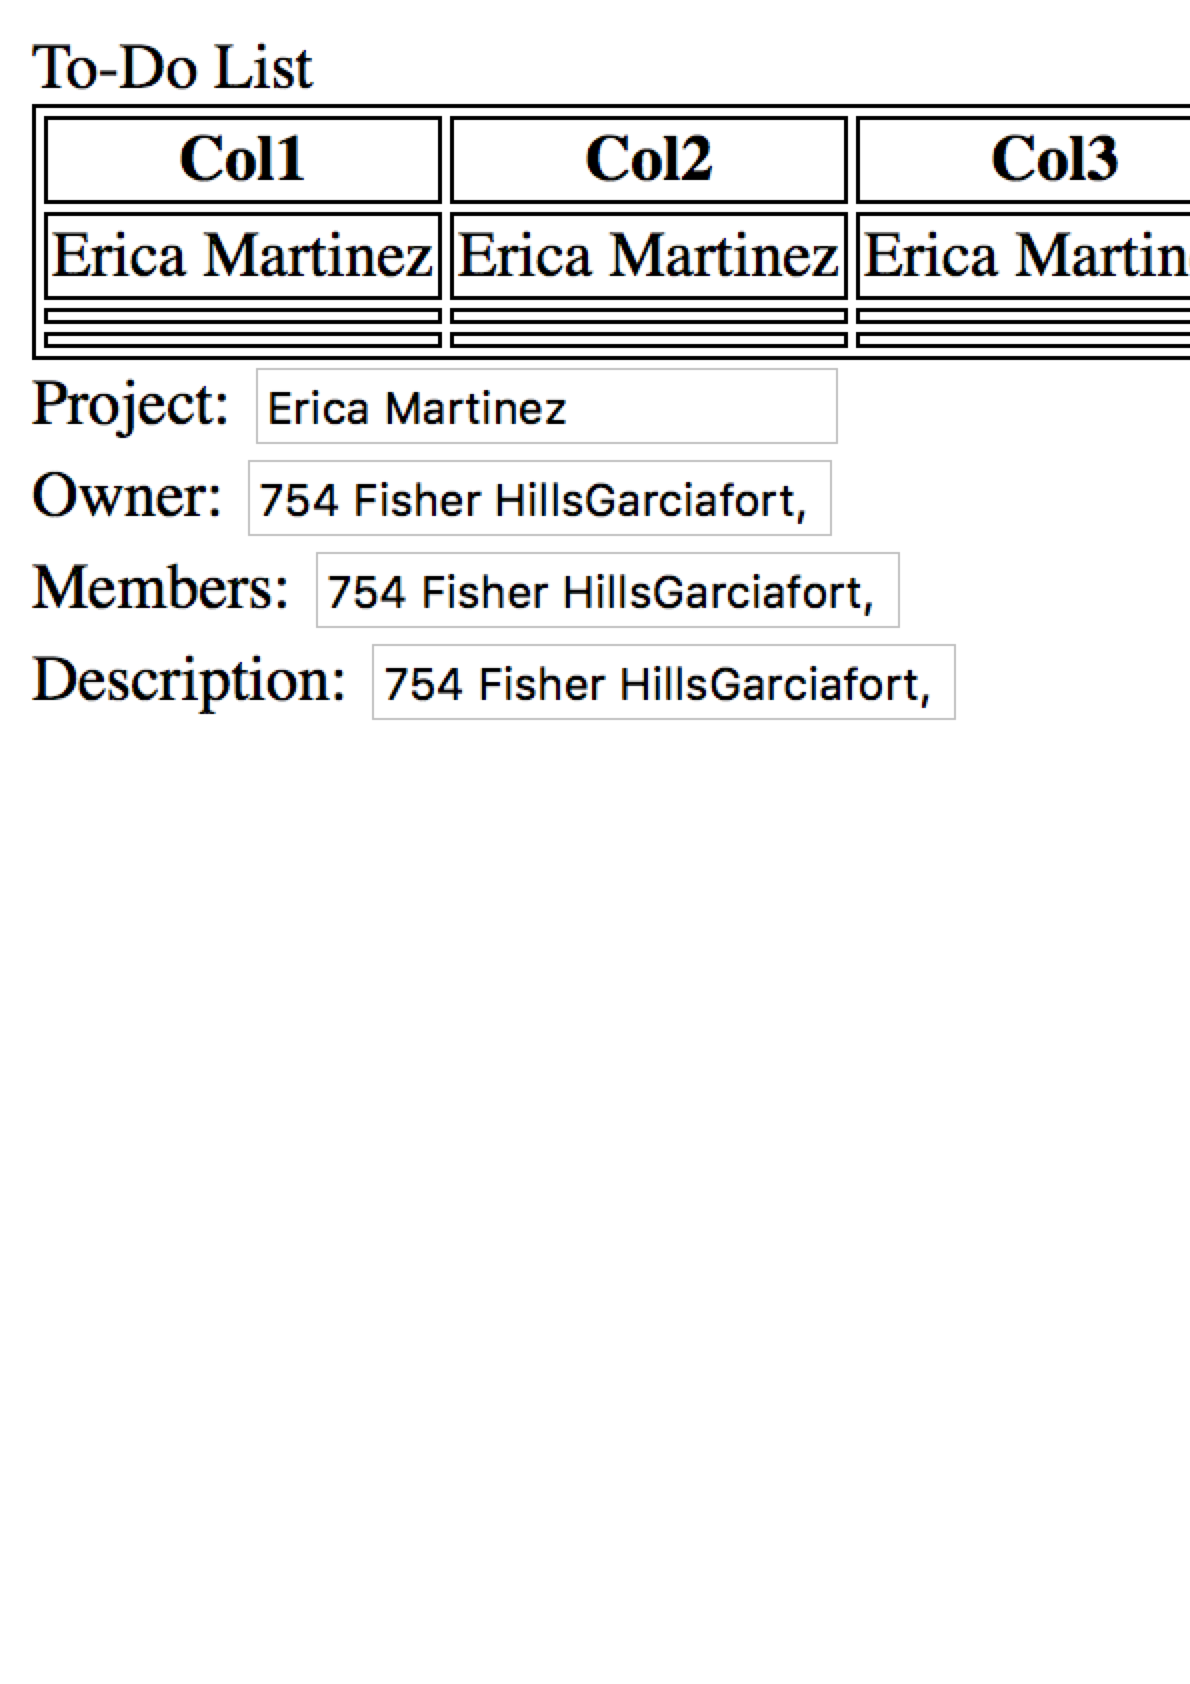 To-Do List
Col1 Col2 Col3
Erica Martinez Erica Martinez Erica
Project: Erica Martinez
Owner: 754 Fisher HillsGarciafort,
Members: 754 Fisher HillsGarciafort,
Description: 754 Fisher HillsGarciafort,